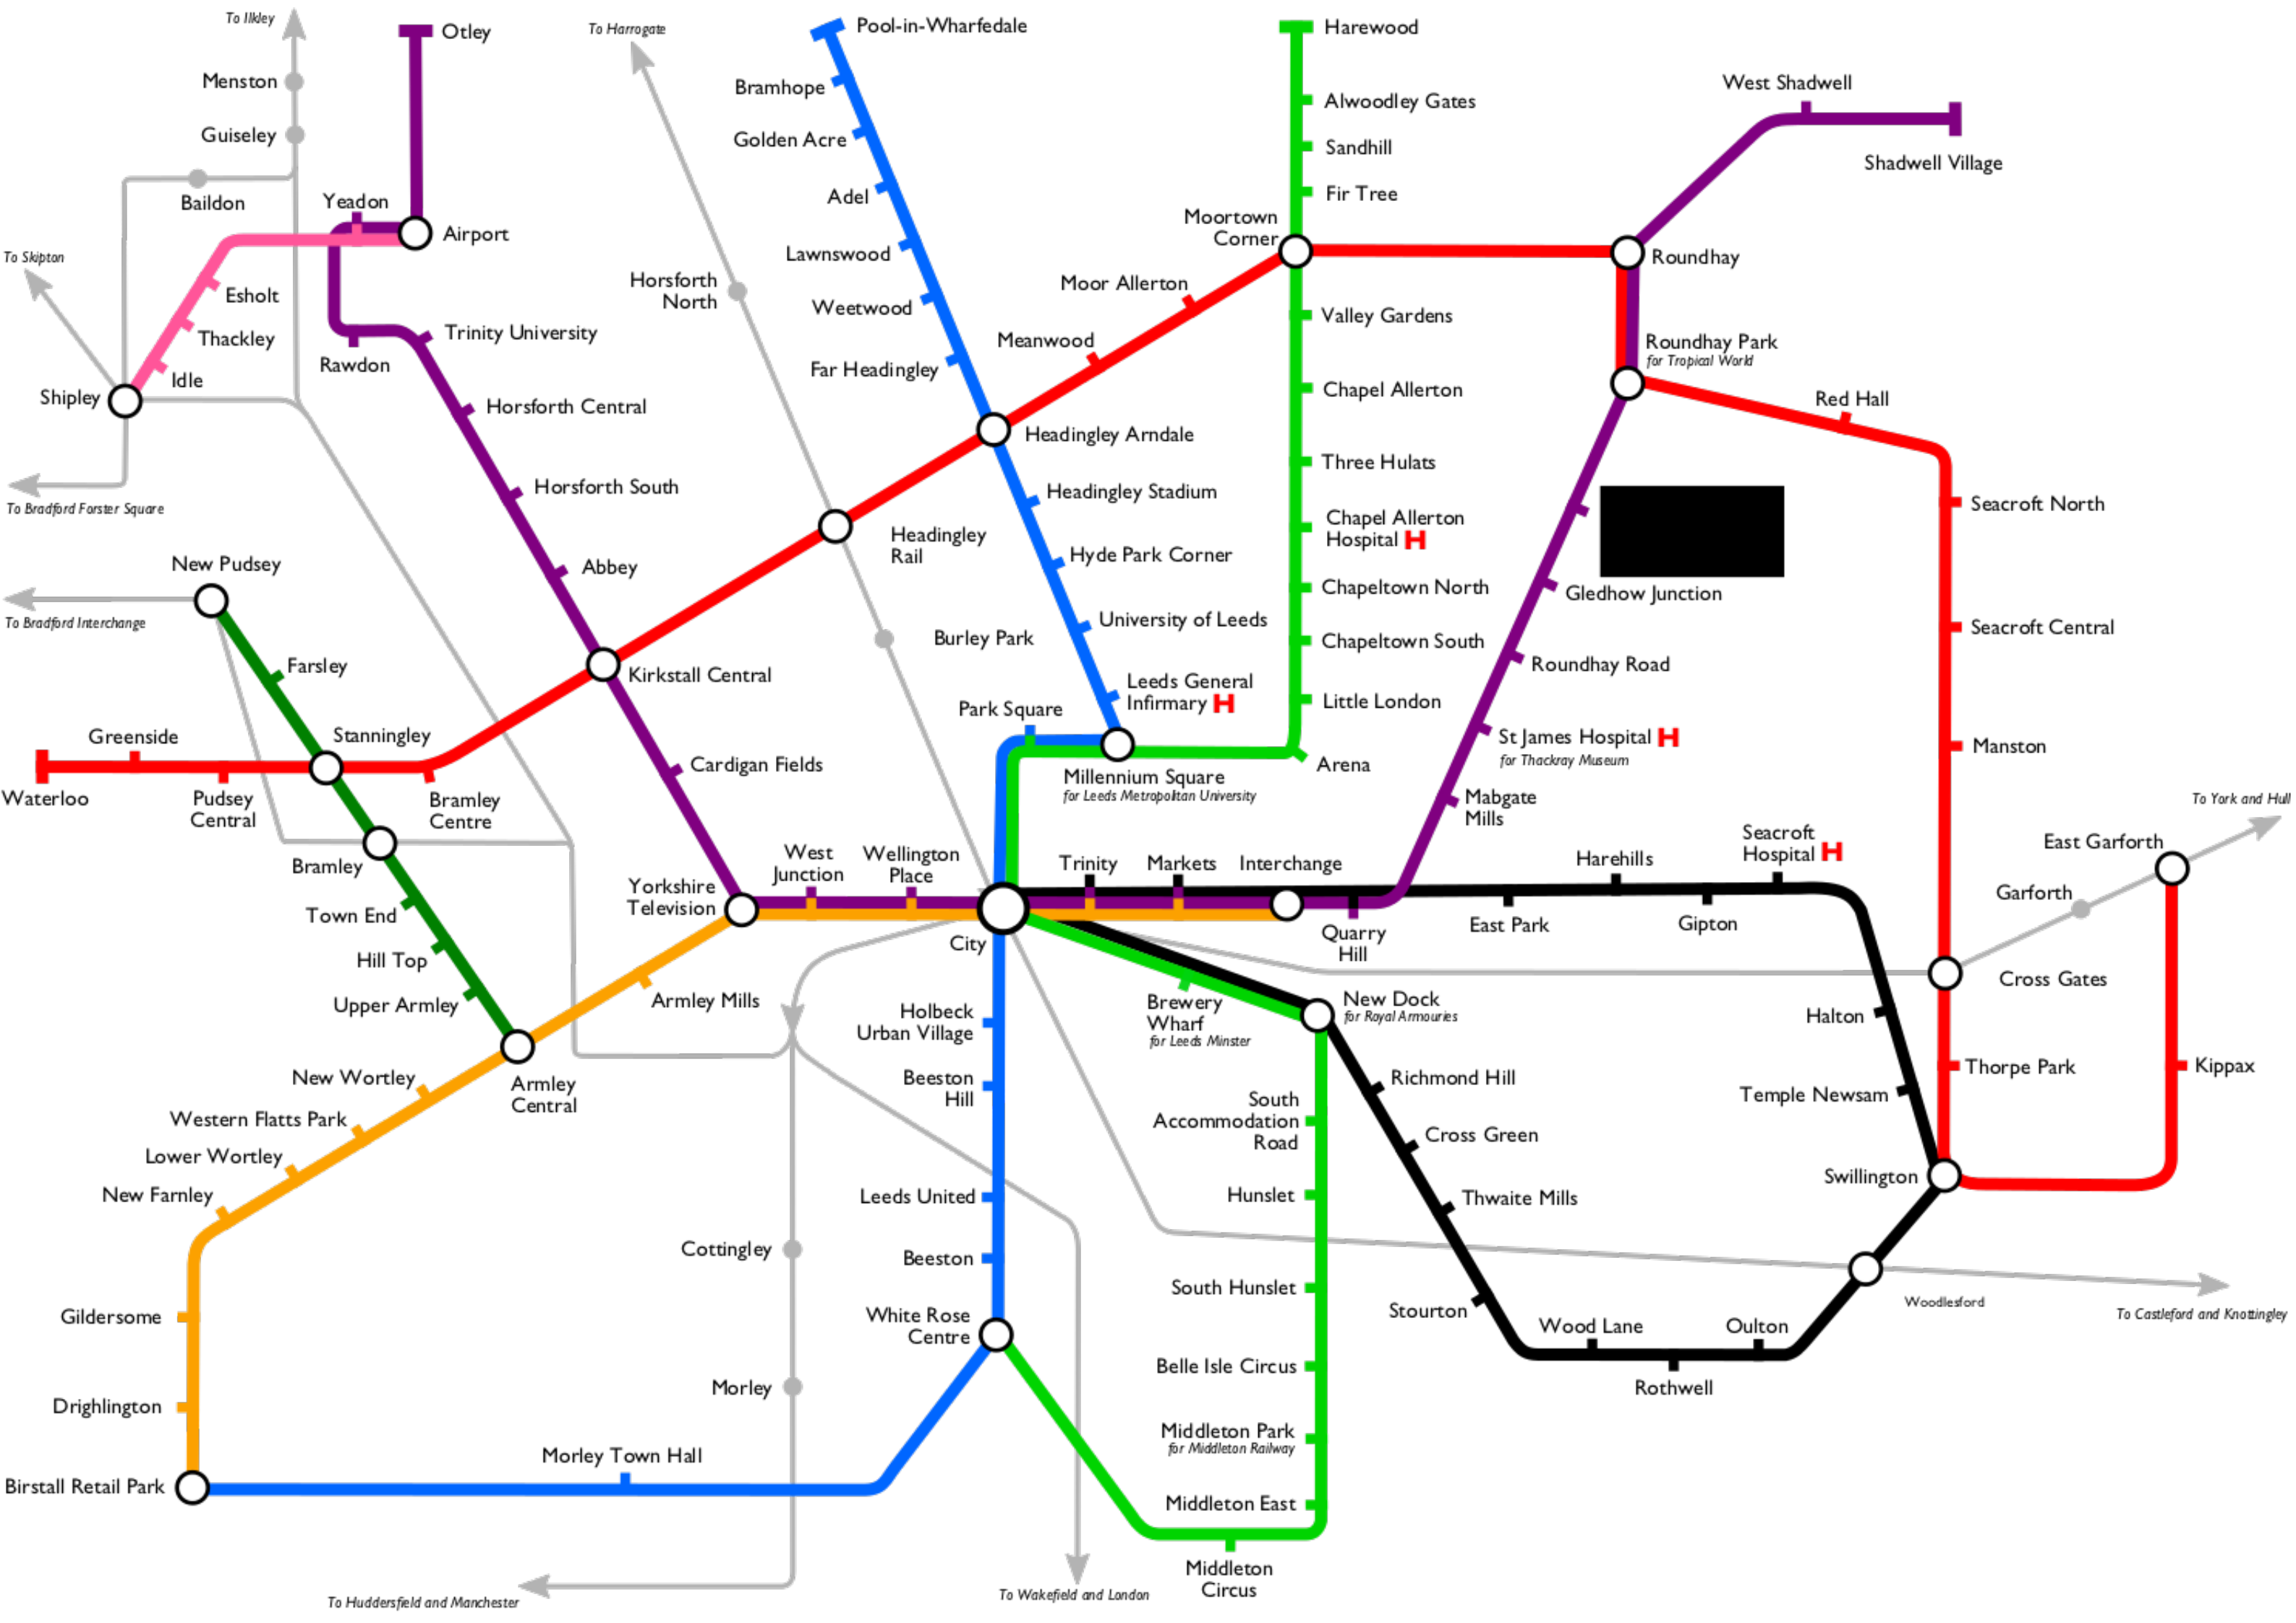 To Ilkley
Otley
To Harrogate
Pool-in-Wharfedale
Harewood
Menston
Bramhope
West Shadwell
Alwoodley Gates
Guiseley
Golden Acre
Sandhill
Shadwell Village
Baildon
Yeadon
Adel
Fir Tree
Airport
Moortown
Corner
To Skipton
Lawnswood
Roundhay
Horsforth
North
Moor Allerton
Esholt
Weetwood
Valley Gardens
Thackley
Trinity University
Meanwood
Roundhay Park
for Tropical World
Rawdon
Far Headingley
Idle
Chapel Allerton
Shipley
Horsforth Central
Red Hall
Headingley Arndale
Three Hulats
Horsforth South
Headingley Stadium
Seacroft North
To Bradford Forster Square
Chapel Allerton
Hospital H
Headingley
Rail
Hyde Park Corner
New Pudsey
Abbey
Chapeltown North
Gledhow Junction
To Bradford Interchange
University of Leeds
Seacroft Central
Burley Park
Chapeltown South
Farsley
Roundhay Road
Kirkstall Central
Leeds General
Infirmary H
Little London
Park Square
Greenside
Stanningley
St James Hospital H
for Thackray Museum
Manston
Cardigan Fields
Arena
Millennium Square
for Leeds Metropolitan University
Waterloo
Pudsey
Central
Bramley
Centre
Mabgate
Mills
To York and Hull
Bramley
West
Junction
Wellington
Place
Trinity
Markets
Interchange
Harehills
Seacroft
Hospital H
East Garforth
Yorkshire
Television
Garforth
Town End
East Park
Gipton
City
Quarry
Hill
Hill Top
Cross Gates
Upper Armley
Armley Mills
Brewery
Wharf
for Leeds Minster
New Dock
for Royal Armouries
Holbeck
Urban Village
Halton
New Wortley
Armley
Central
Beeston
Hill
Richmond Hill
Thorpe Park
Kippax
Western Flatts Park
South
Accommodation
Road
Temple Newsam
Lower Wortley
Cross Green
New Farnley
Leeds United
Hunslet
Thwaite Mills
Swillington
Cottingley
Beeston
South Hunslet
Woodlesford
To Castleford and Knottingley
Gildersome
White Rose
Centre
Stourton
Wood Lane
Oulton
Belle Isle Circus
Morley
Rothwell
Drighlington
Middleton Park
for Middleton Railway
Morley Town Hall
Birstall Retail Park
Middleton East
Middleton
Circus
To Huddersfield and Manchester
To Wakefield and London